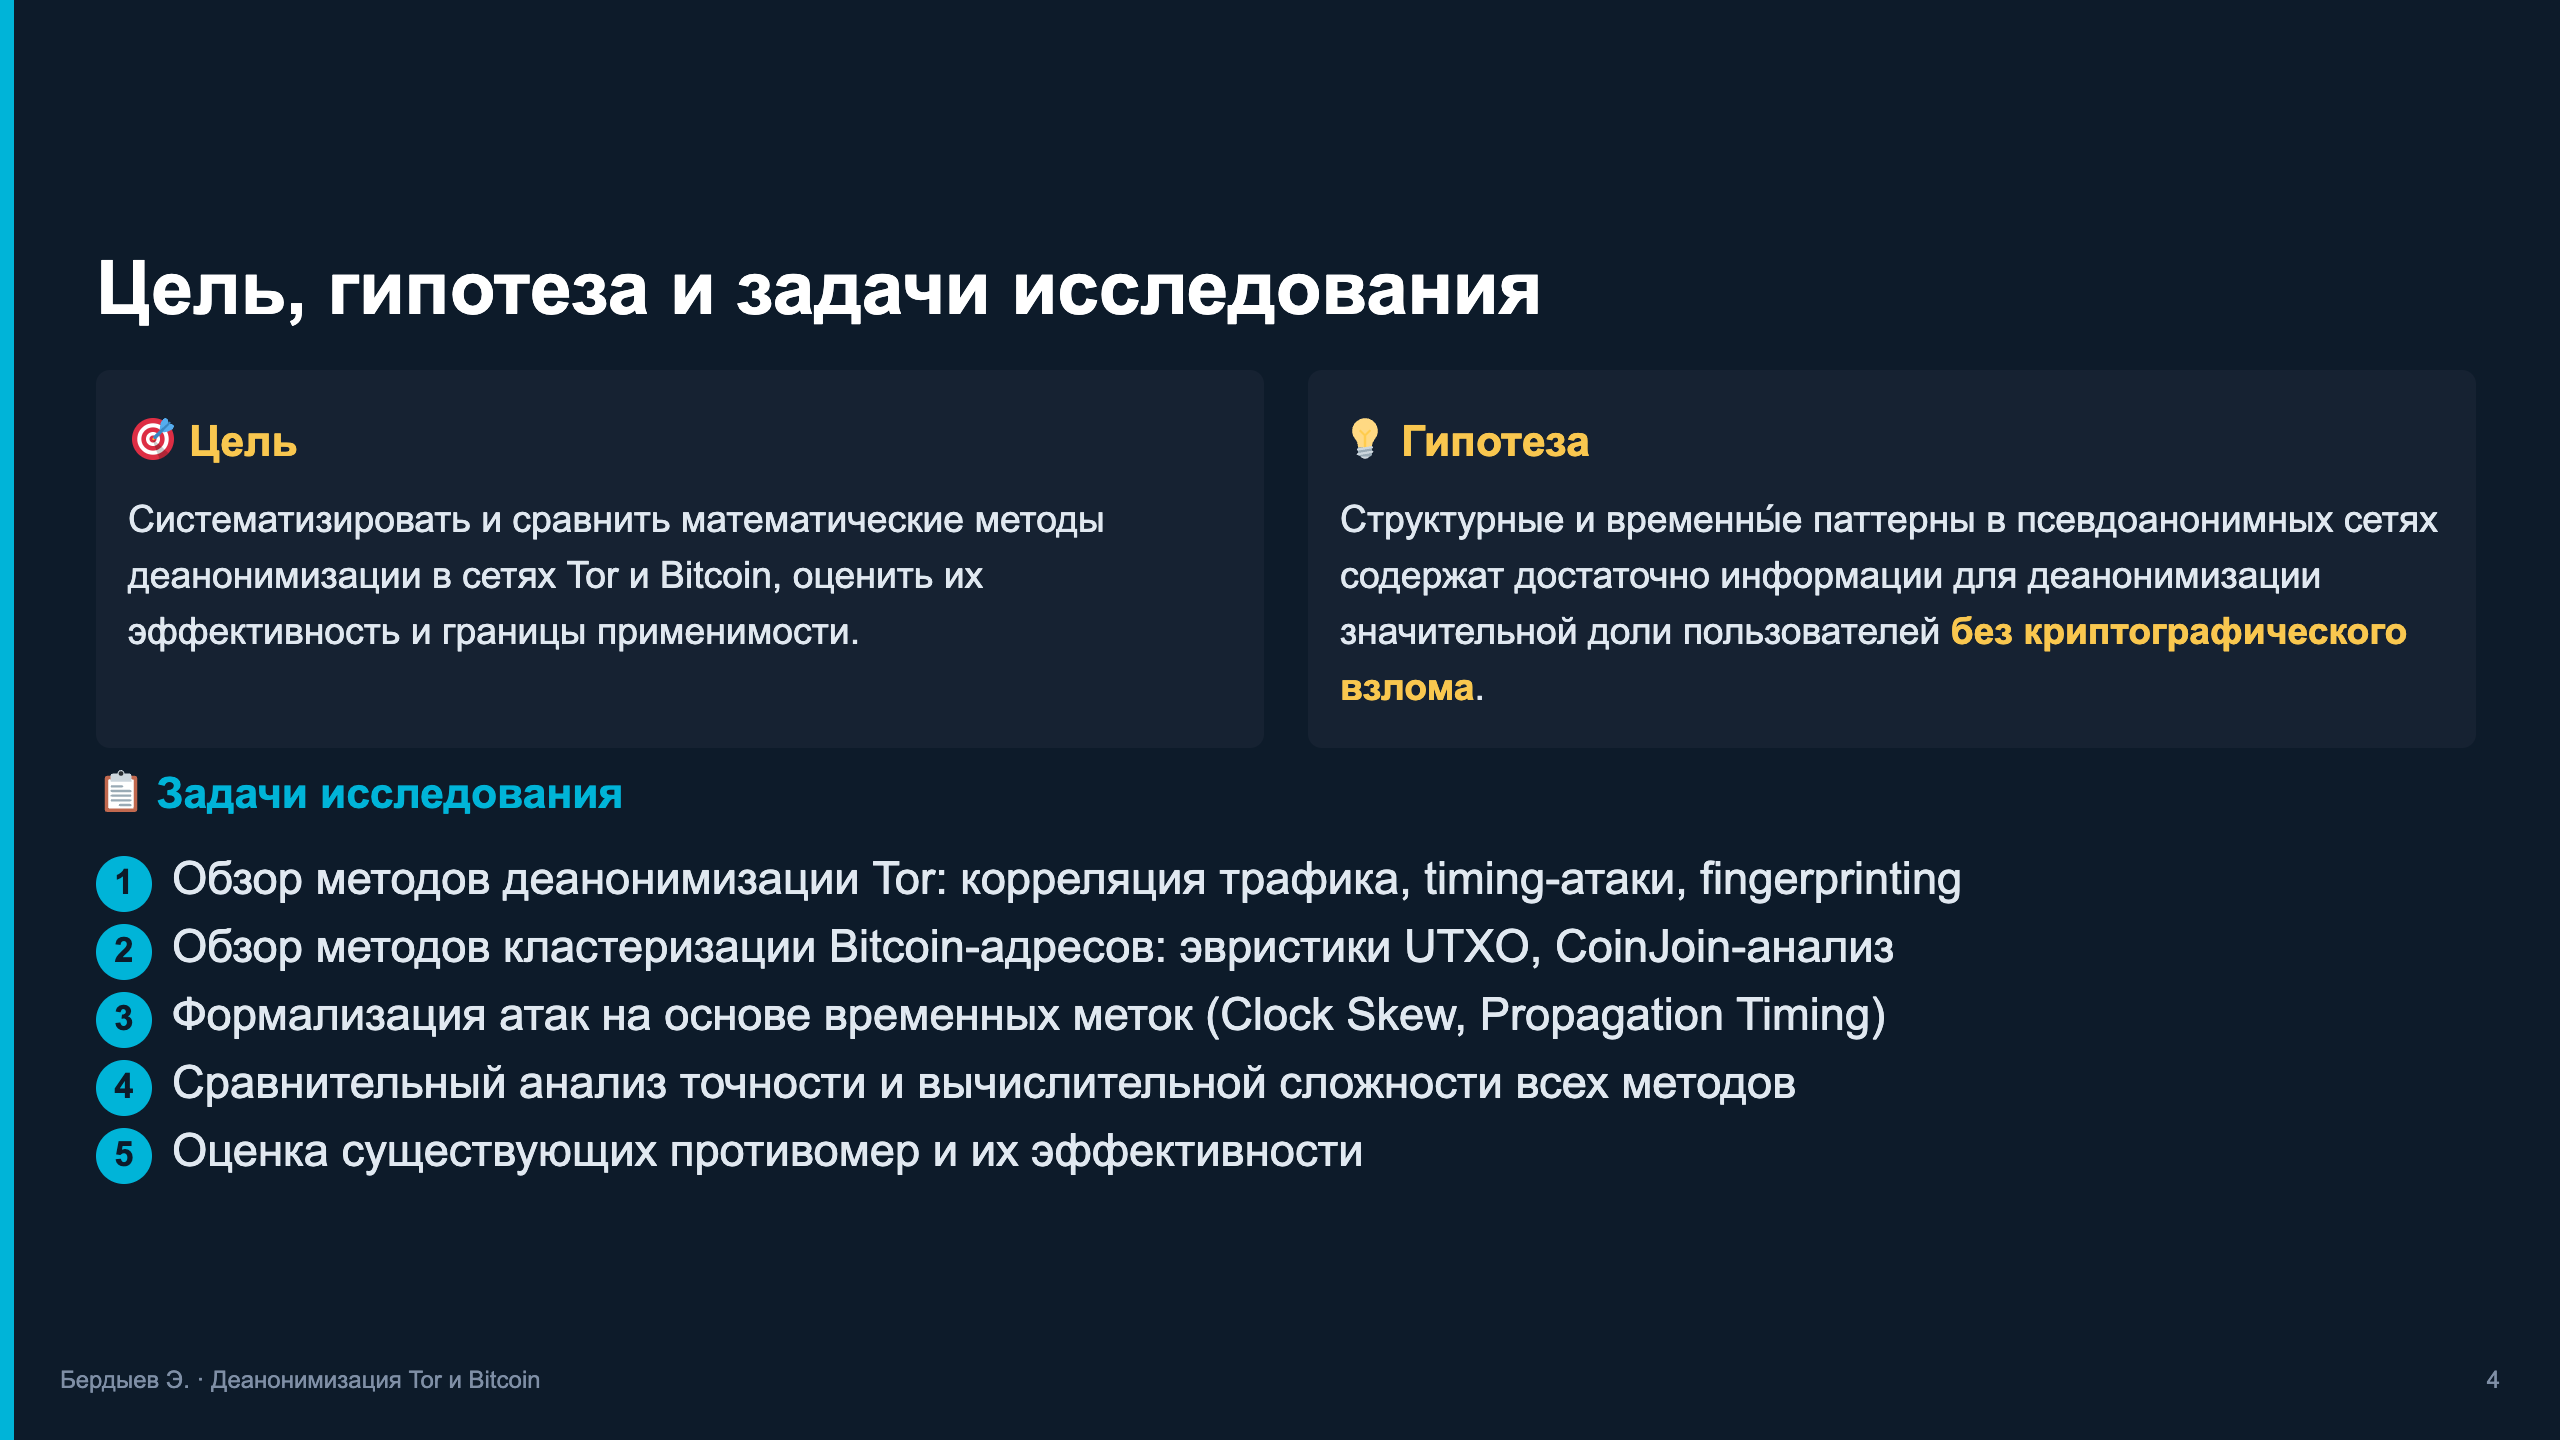 Цель, гипотеза и задачи исследования
🎯 Цель
Систематизировать и сравнить математические методы
деанонимизации в сетях Tor и Bitcoin, оценить их
эффективность и границы применимости.
💡 Гипотеза
Структурные и временны́е паттерны в псевдоанонимных сетях
содержат достаточно информации для деанонимизации
значительной доли пользователей без криптографического
взлома.
📋 Задачи исследования
1 Обзор методов деанонимизации Tor: корреляция трафика, timing-атаки, fingerprinting
2 Обзор методов кластеризации Bitcoin-адресов: эвристики UTXO, CoinJoin-анализ
3 Формализация атак на основе временных меток (Clock Skew, Propagation Timing)
4 Сравнительный анализ точности и вычислительной сложности всех методов
5 Оценка существующих противомер и их эффективности
Бердыев Э. · Деанонимизация Tor и Bitcoin
4